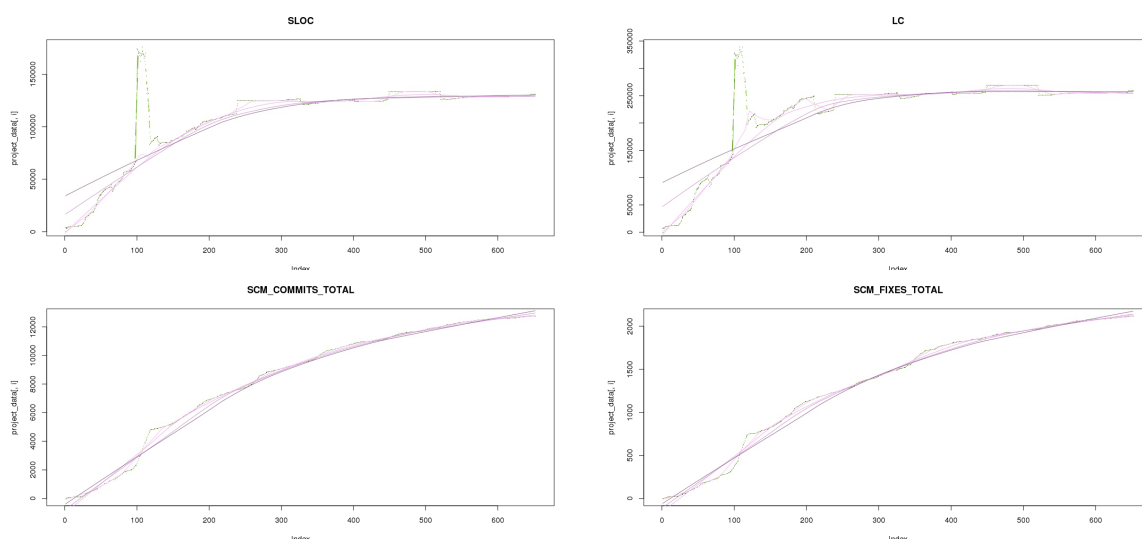 SLOC
project_data[, i]
150000
100000
50000
0
0 100 200 300 400 500 600
Index
LC
project_data[, i]
350000
250000
150000
50000
0
0 100 200 300 400 500 600
Index
SCM_COMMITS_TOTAL
project_data[, i]
12000
10000
8000
6000
4000
2000
0
0 100 200 300 400 500 600
SCM_FIXES_TOTAL
project_data[, i]
2000
1500
1000
500
0
0 100 200 300 400 500 600